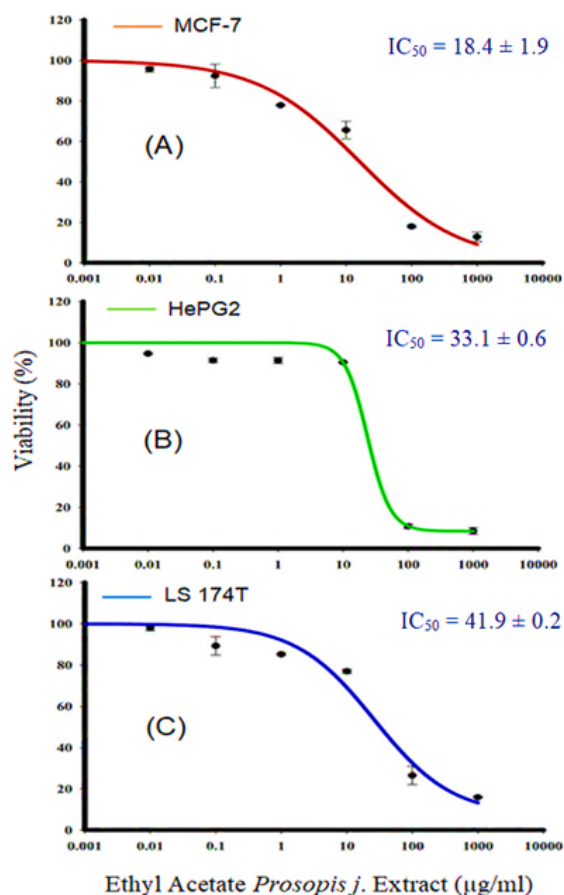 MCF-7
IC50 = 18.4 ± 1.9
120
100
80
60
40
20
0
(A)
0.001 0.01 0.1 1 10 100 1000 10000
HePG2
IC50 = 33.1 ± 0.6
120
100
80
60
40
20
0
(B)
0.001 0.01 0.1 1 10 100 1000 10000
Viability (%)
LS 174T
IC50 = 41.9 ± 0.2
120
100
80
60
40
20
0
(C)
0.001 0.01 0.1 1 10 100 1000 10000
Ethyl Acetate Prosopis j. Extract (µg/ml)